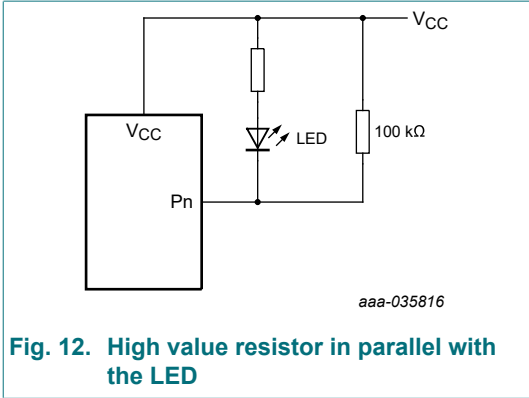 VCC
VCC
LED
100 kΩ
Pn
aaa-035816
Fig. 12. High value resistor in parallel with
the LED